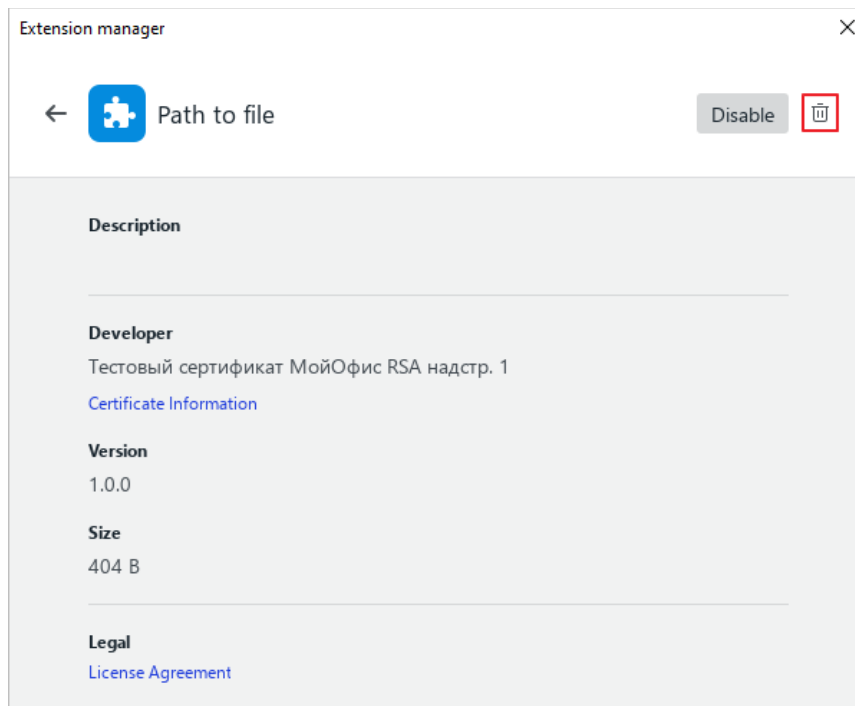 Extension manager
Path to file
Disable
Description
Developer
Тестовый сертификат МойОфис RSA надстр. 1
Certificate Information
Version
1.0.0
Size
404 B
Legal
License Agreement